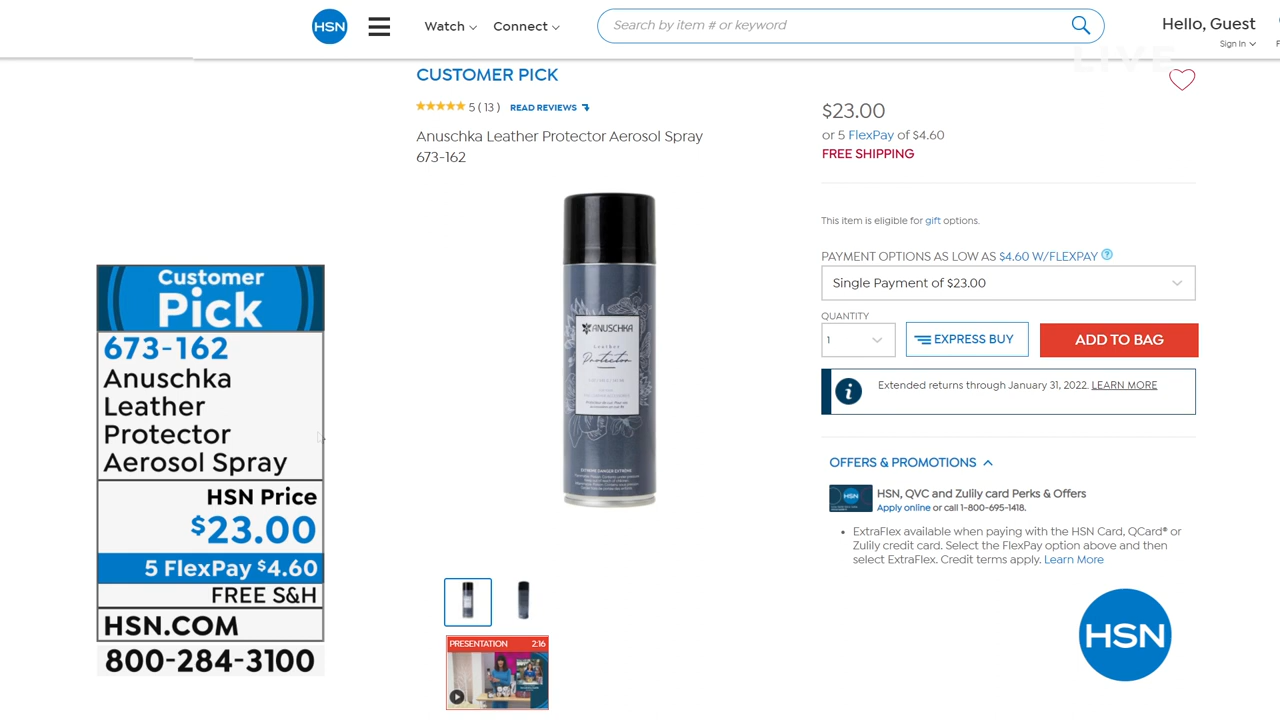 HSN
Watch
Connect
Search by item # or keyword
Hello, Guest
Sign In
LIVE
CUSTOMER PICK
5 ( 13 ) READ REVIEWS
Anuschka Leather Protector Aerosol Spray
673-162
$23.00
or 5 FlexPay of $4.60
FREE SHIPPING
This item is eligible for gift options.
PAYMENT OPTIONS AS LOW AS $4.60 W/FLEXPAY ?
Single Payment of $23.00
QUANTITY
1
EXPRESS BUY
ADD TO BAG
i
Extended returns through January 31, 2022. LEARN MORE
OFFERS & PROMOTIONS
HSN
HSN, QVC and Zulily card Perks & Offers
Apply online or call 1-800-695-1418.
• ExtraFlex available when paying with the HSN Card, QCard® or
Zulily credit card. Select the FlexPay option above and then
select ExtraFlex. Credit terms apply. Learn More
HSN
ANUSCHKA
Leather
Protector
EXTREME DANGER EXTREME
PRESENTATION 2:16
Customer
Pick
673-162
Anuschka
Leather
Protector
Aerosol Spray
HSN Price
$23.00
5 FlexPay $4.60
FREE S&H
HSN.COM
800-284-3100